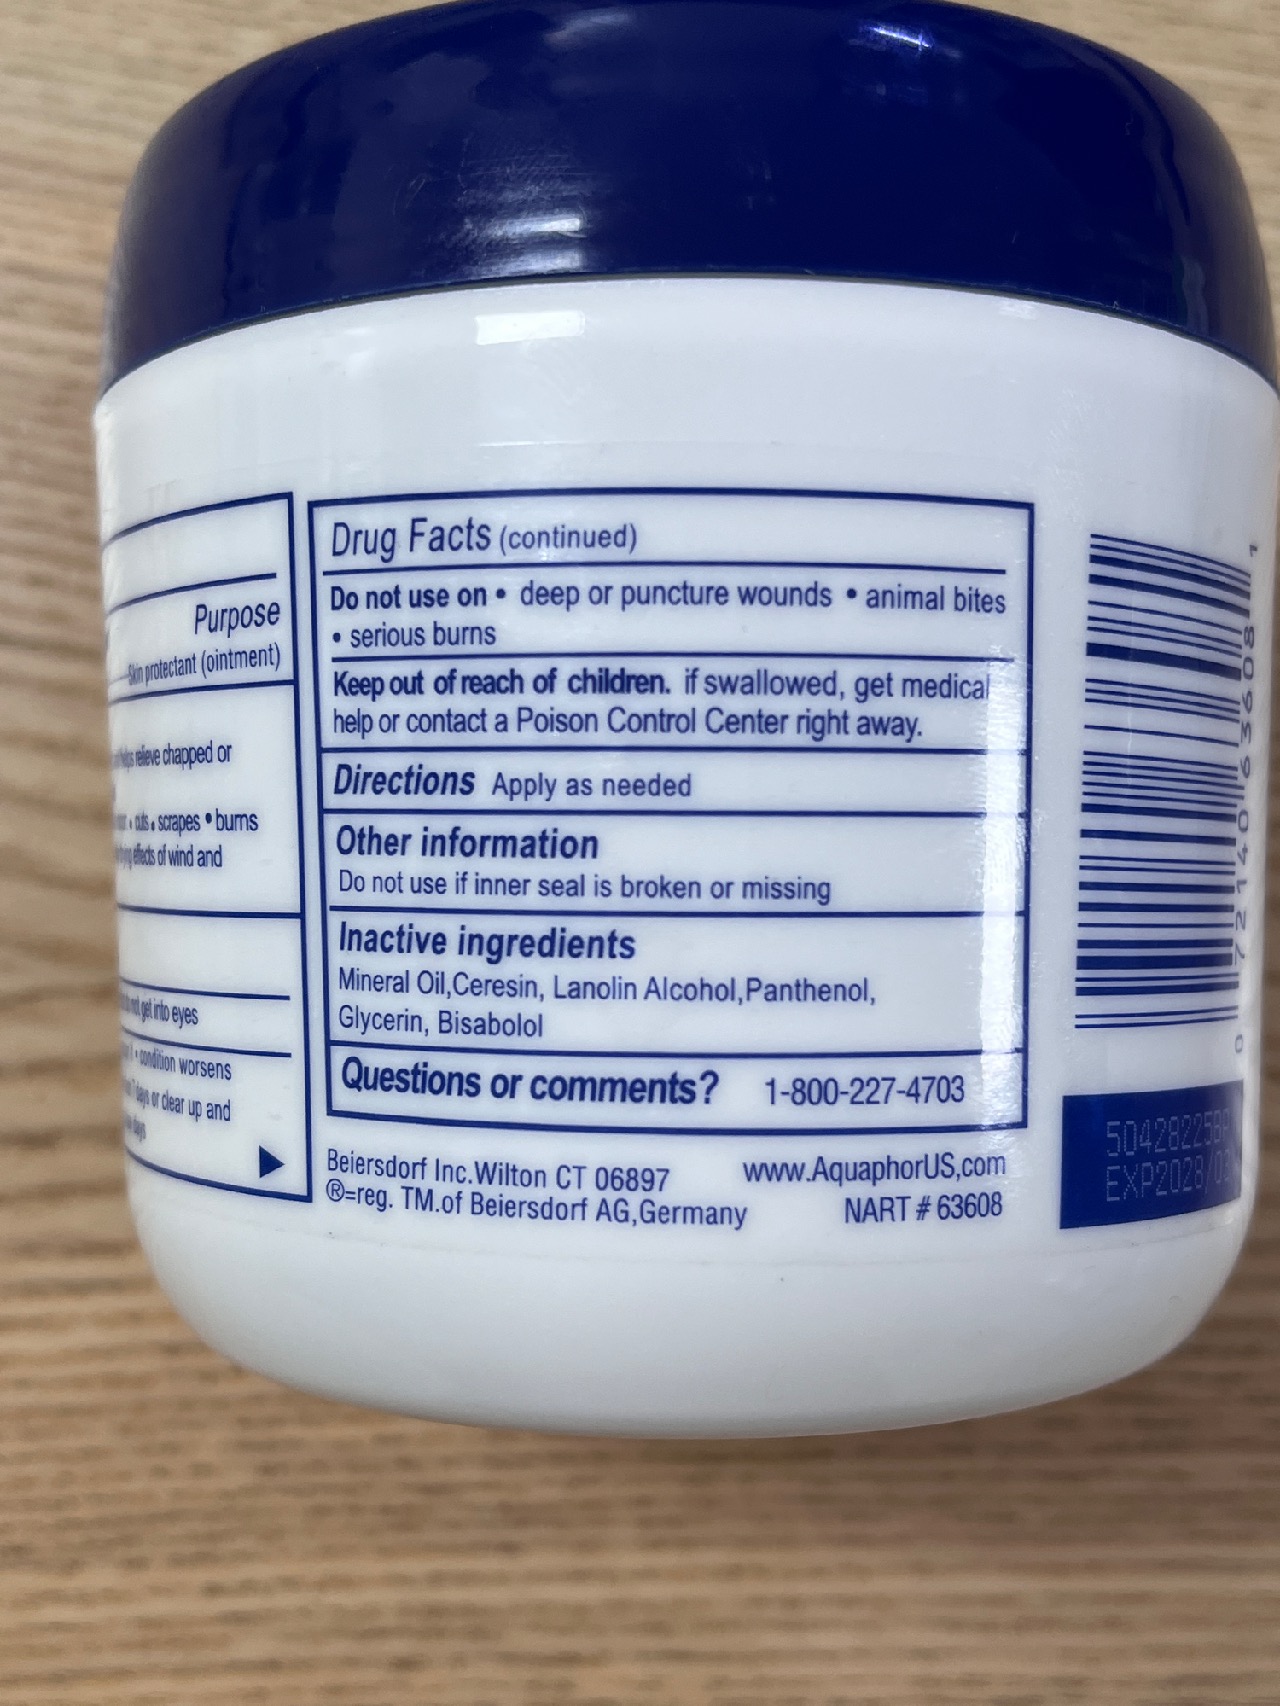 Purpose
Skin protectant (ointment)
relieve chapped or
cuts • scrapes • burns
effects of wind and
not get into eyes
• condition worsens
days or clear up and
days
Drug Facts (continued)
Do not use on • deep or puncture wounds • animal bites
• serious burns
Keep out of reach of children. if swallowed, get medical
help or contact a Poison Control Center right away.
Directions Apply as needed
Other information
Do not use if inner seal is broken or missing
Inactive ingredients
Mineral Oil,Ceresin, Lanolin Alcohol,Panthenol,
Glycerin, Bisabolol
Questions or comments? 1-800-227-4703
Beiersdorf Inc.Wilton CT 06897 www.AquaphorUS,com
®=reg. TM.of Beiersdorf AG,Germany NART # 63608
0 72140 63608 1